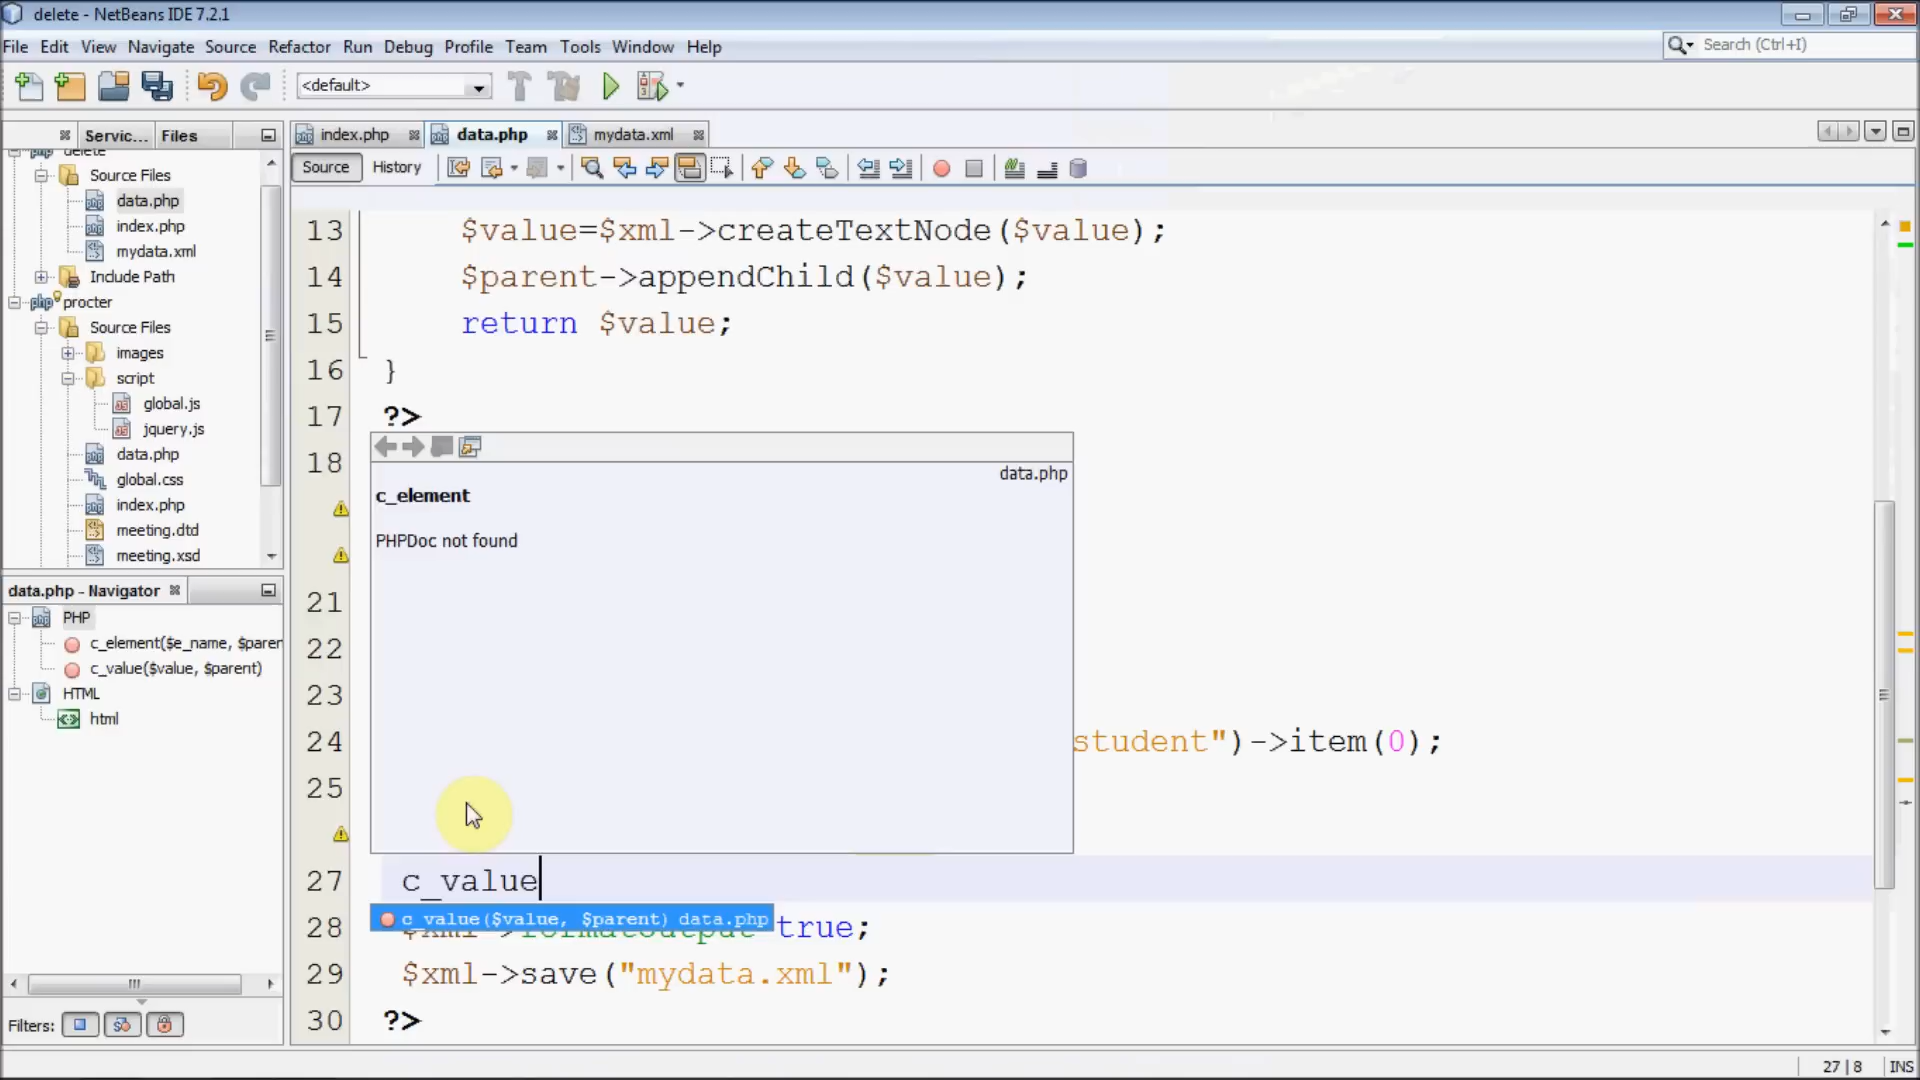 delete - NetBeans IDE 7.2.1
File Edit View Navigate Source Refactor Run Debug Profile Team Tools Window Help
Search (Ctrl+I)
<default>
Servic... Files
index.php data.php mydata.xml
Source History
delete
Source Files
data.php
index.php
mydata.xml
Include Path
procter
Source Files
images
script
global.js
jquery.js
data.php
global.css
index.php
meeting.dtd
meeting.xsd
data.php - Navigator
PHP
c_element($e_name, $paren
c_value($value, $parent)
HTML
html
Filters:
13 $value=$xml->createTextNode($value);
14 $parent->appendChild($value);
15 return $value;
16 }
17 ?>
18
data.php
c_element
PHPDoc not found
21
22
23
24 student")->item(0);
25
27 c_value
c_value($value, $parent) data.php
28 $xml->formatOutput true;
29 $xml->save("mydata.xml");
30 ?>
27 | 8 INS